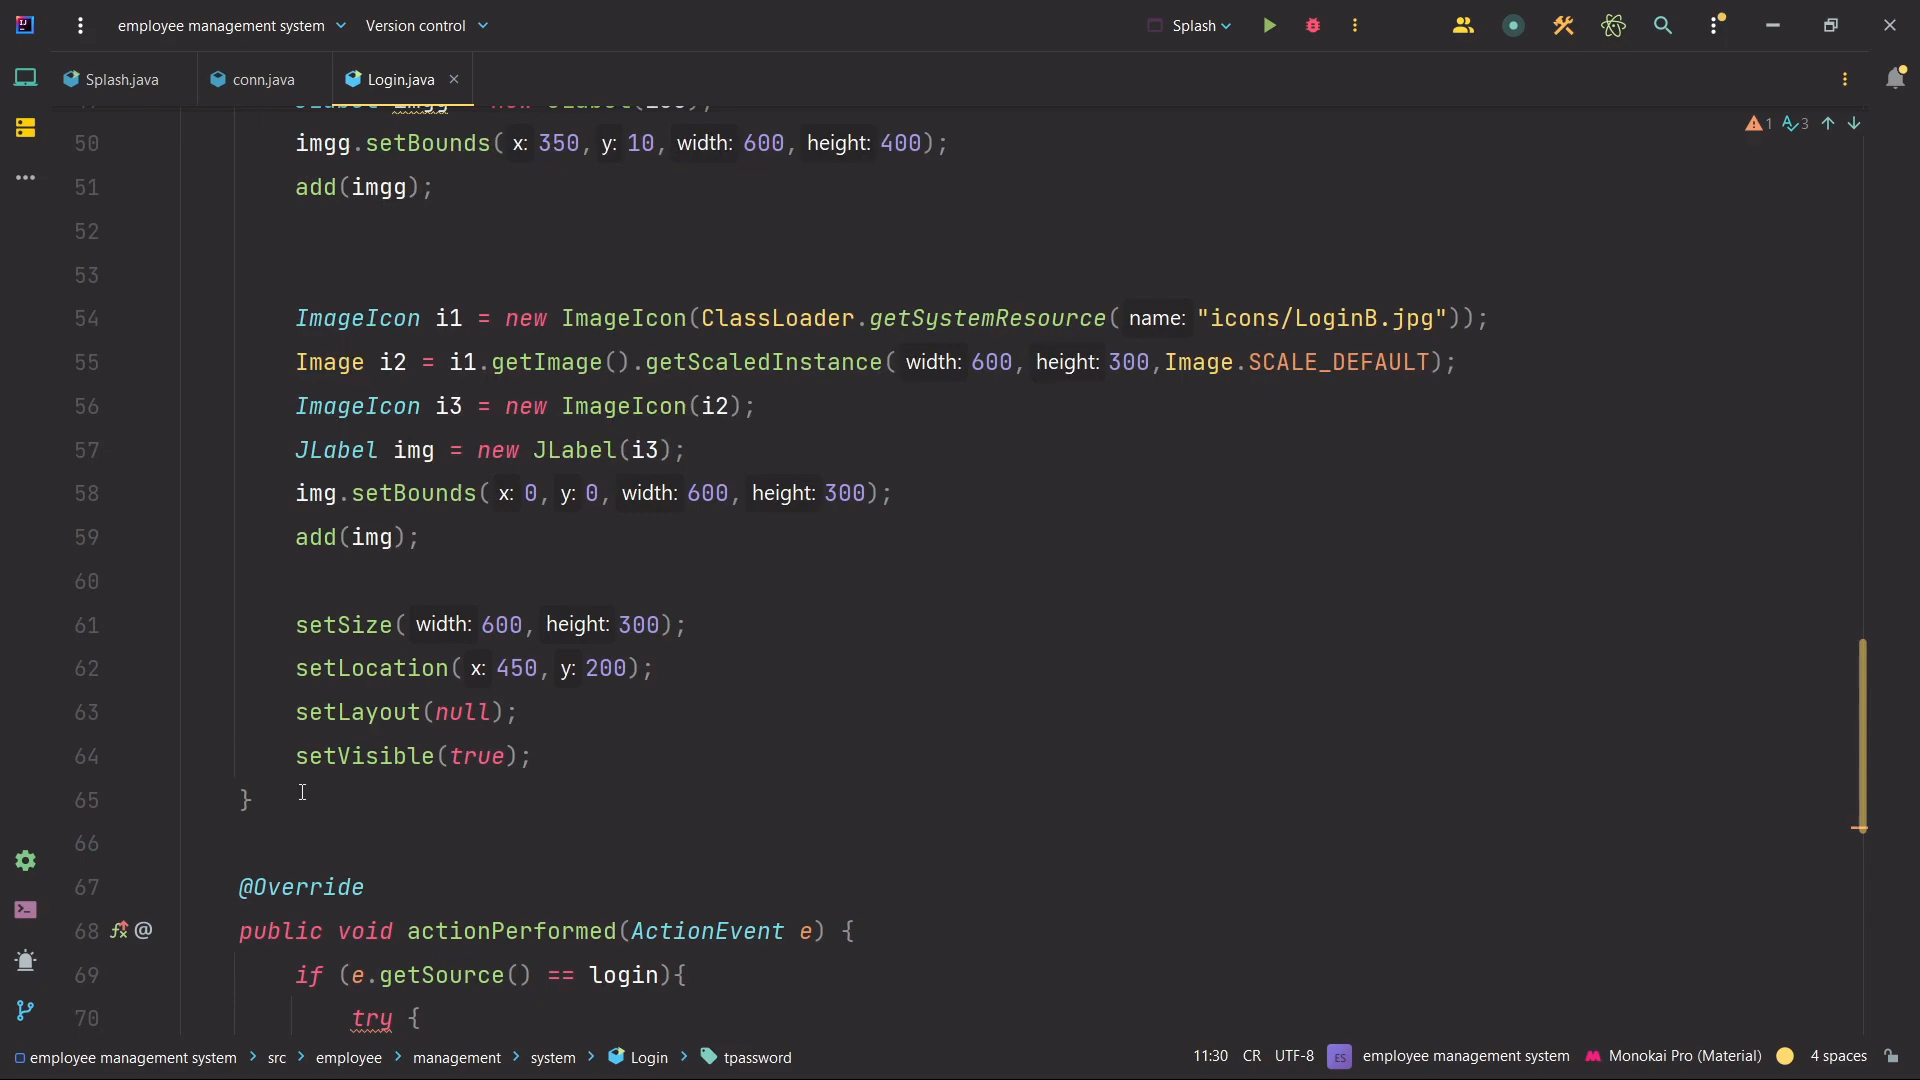 employee management system Version control Splash
Splash.java conn.java Login.java
50 imgg.setBounds( x: 350, y: 10, width: 600, height: 400);
51 add(imgg);
52
53
54 ImageIcon i1 = new ImageIcon(ClassLoader.getSystemResource( name: "icons/LoginB.jpg"));
55 Image i2 = i1.getImage().getScaledInstance( width: 600, height: 300,Image.SCALE_DEFAULT);
56 ImageIcon i3 = new ImageIcon(i2);
57 JLabel img = new JLabel(i3);
58 img.setBounds( x: 0, y: 0, width: 600, height: 300);
59 add(img);
60
61 setSize( width: 600, height: 300);
62 setLocation( x: 450, y: 200);
63 setLayout(null);
64 setVisible(true);
65 }
66
67 @Override
68 public void actionPerformed(ActionEvent e) {
69 if (e.getSource() == login){
70 try {
1 3
employee management system > src > employee > management > system > Login > tpassword 11:30 CR UTF-8 ES employee management system Monokai Pro (Material) 4 spaces